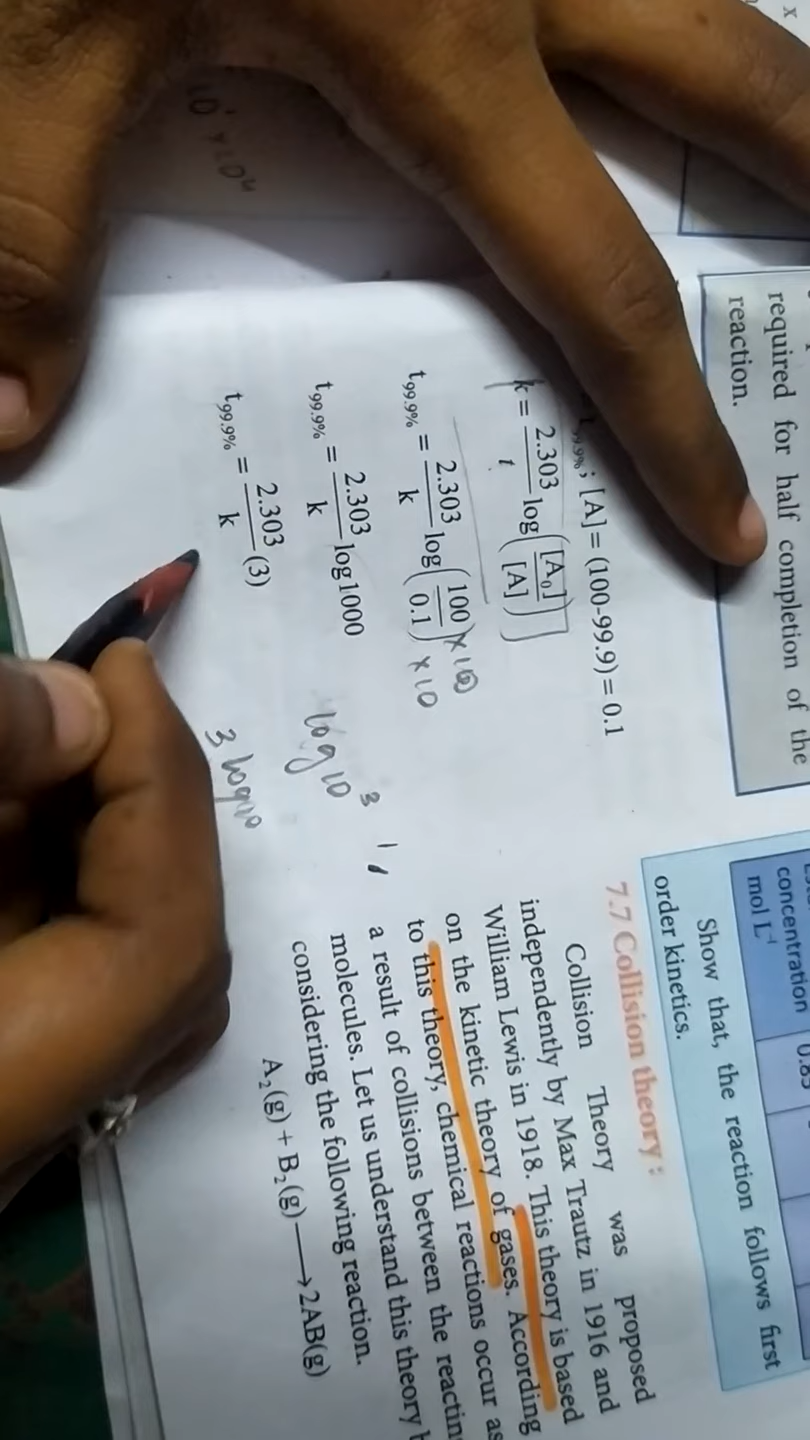 x
required for half completion of the
reaction.
99.9% ; [A] = (100-99.9) = 0.1
k = 2.303/t log([A₀]/[A])
t99.9% = 2.303/k log(100/0.1) ×10 ×10
t99.9% = 2.303/k log1000
log 10³
t99.9% = 2.303/k (3)
3 log10
concentration 0.85
mol L⁻¹
Show that, the reaction follows first
order kinetics.
7.7 Collision theory :
Collision Theory was proposed
independently by Max Trautz in 1916 and
William Lewis in 1918. This theory is based
on the kinetic theory of gases. According
to this theory, chemical reactions occur as
a result of collisions between the reactin
molecules. Let us understand this theory b
considering the following reaction.
A₂(g) + B₂(g) ⟶ 2AB(g)